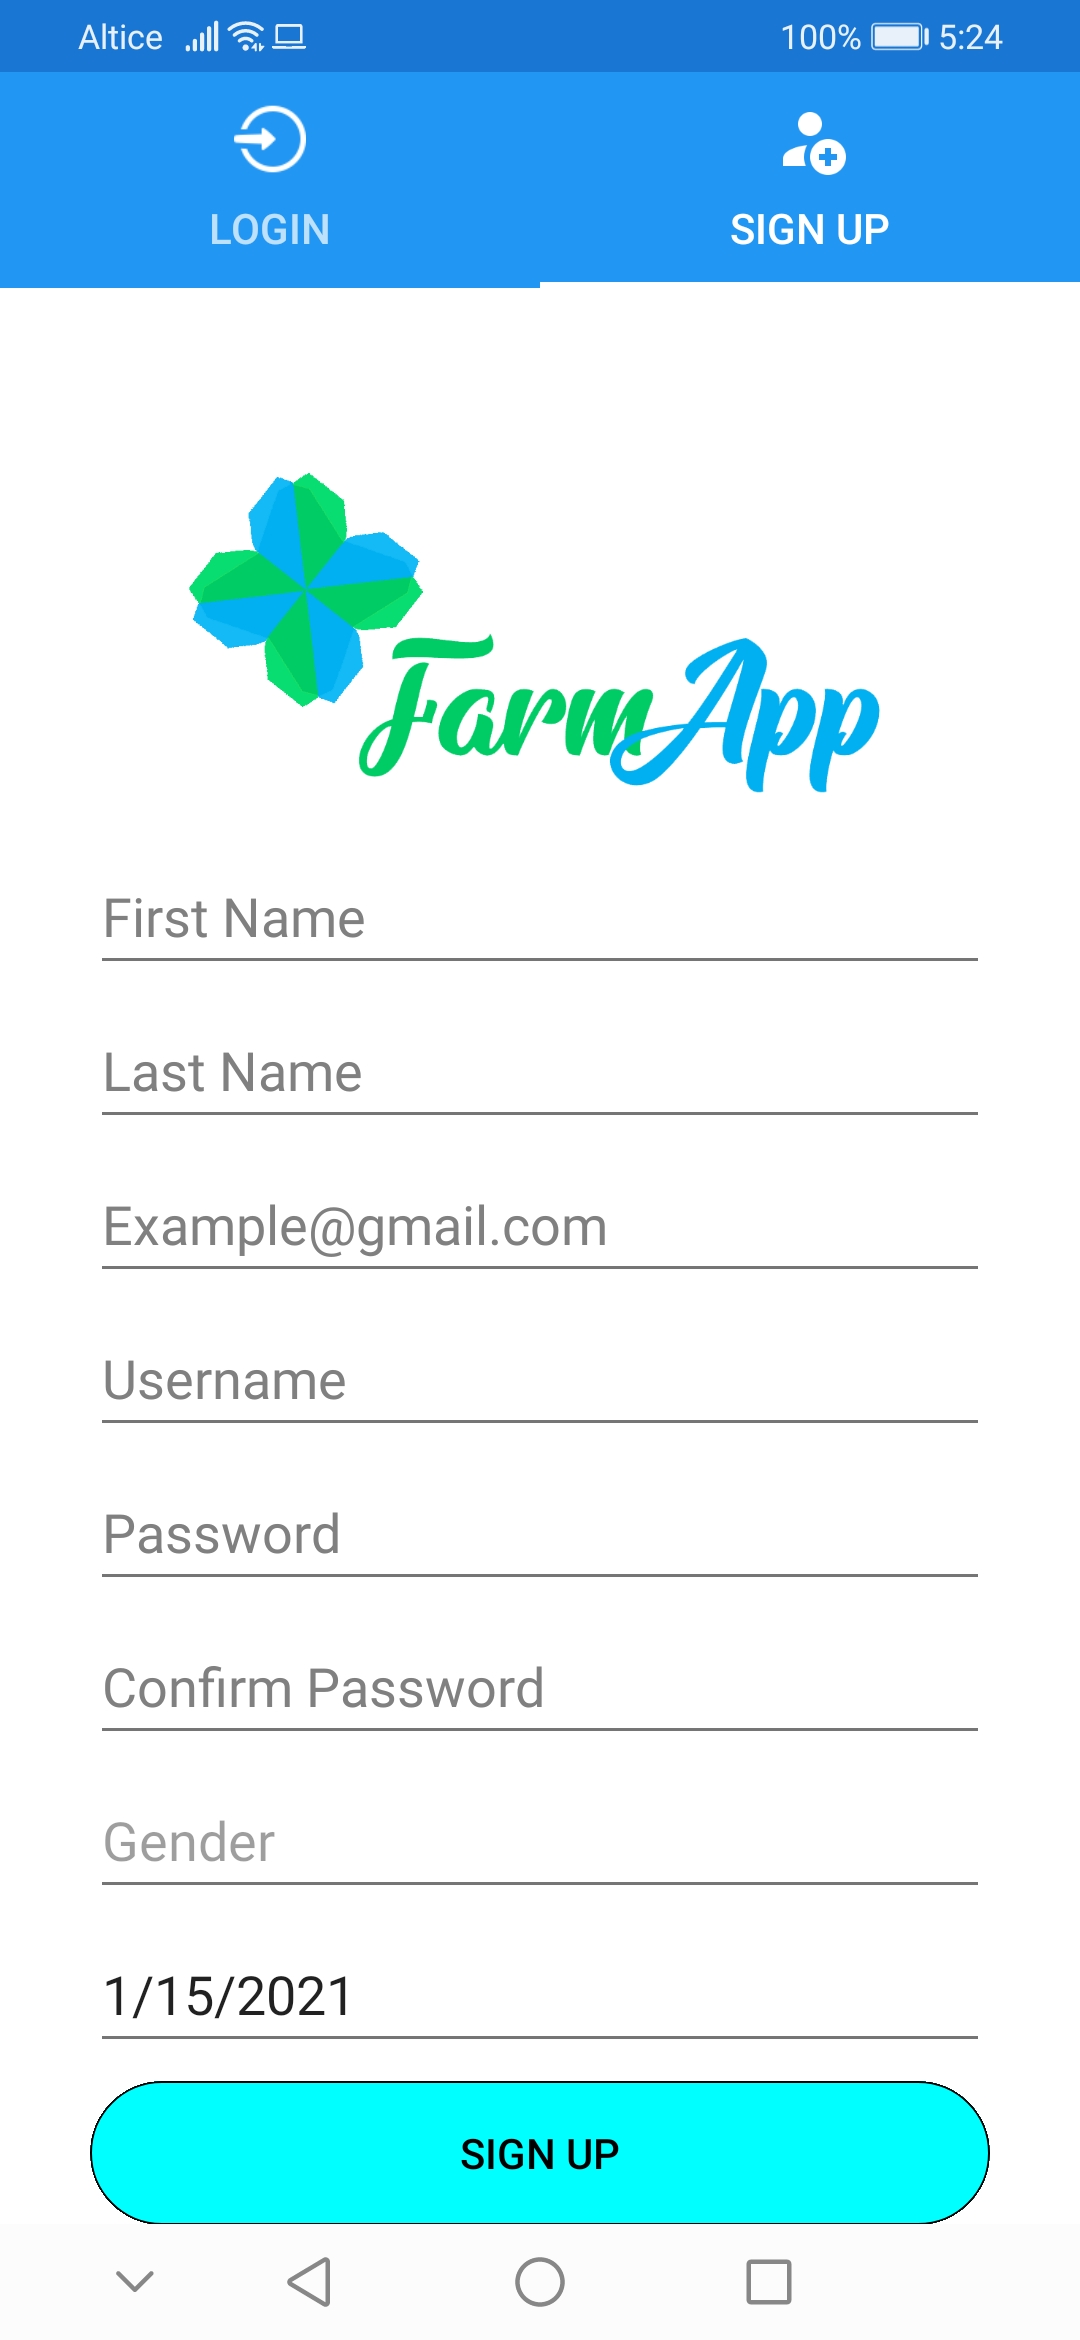 Altice 100% 5:24
LOGIN SIGN UP
FarmApp
First Name
Last Name
Example@gmail.com
Username
Password
Confirm Password
Gender
1/15/2021
SIGN UP